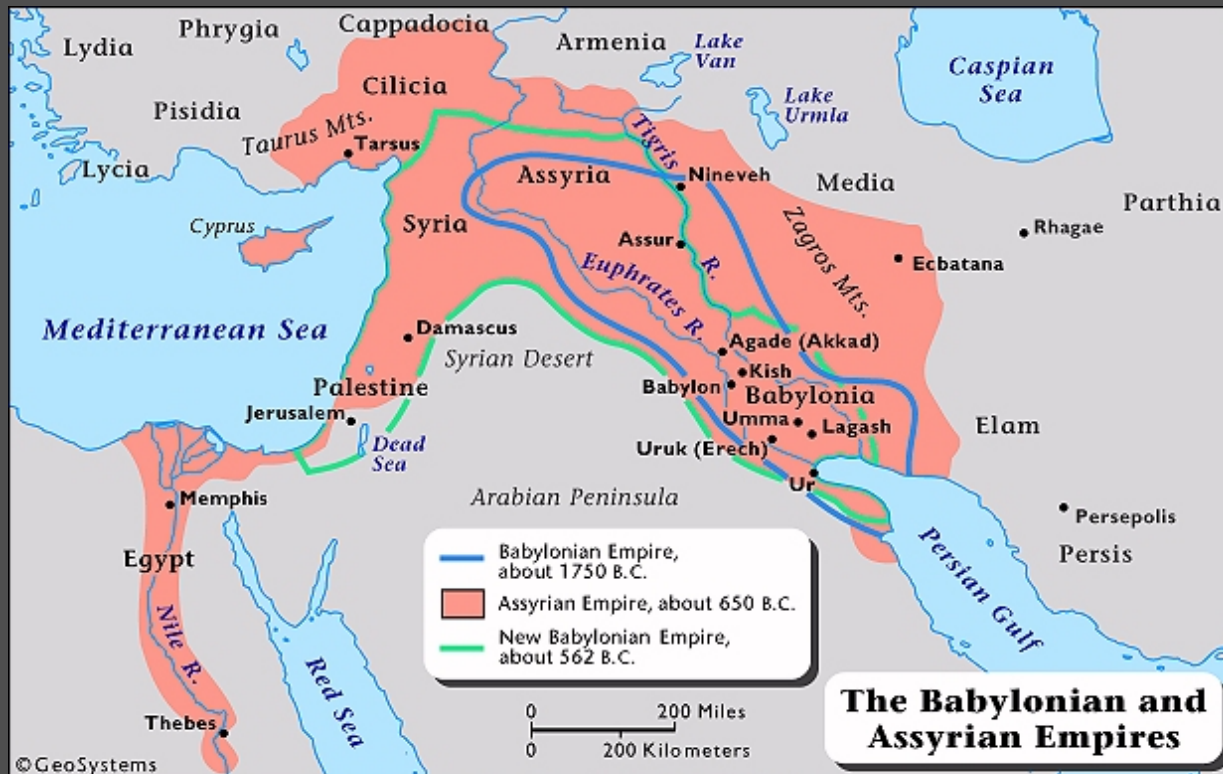 Phrygia
Cappadocia
Lydia
Armenia
Lake
Van
Caspian
Sea
Cilicia
Pisidia
Lake
Urmla
Taurus Mts.
Tarsus
Tigris
R.
Lycia
Assyria
Nineveh
Media
Parthia
Cyprus
Syria
Zagros Mts.
Rhagae
Assur
Ecbatana
Euphrates R.
Mediterranean Sea
Damascus
Syrian Desert
Agade (Akkad)
Kish
Palestine
Babylon
Babylonia
Jerusalem
Umma
Lagash
Elam
Dead
Sea
Uruk (Erech)
Ur
Memphis
Arabian Peninsula
Persepolis
Egypt
Persis
Persian Gulf
Nile R.
Red Sea
Thebes
Babylonian Empire,
about 1750 B.C.
Assyrian Empire, about 650 B.C.
New Babylonian Empire,
about 562 B.C.
0 200 Miles
0 200 Kilometers
The Babylonian and
Assyrian Empires
©GeoSystems